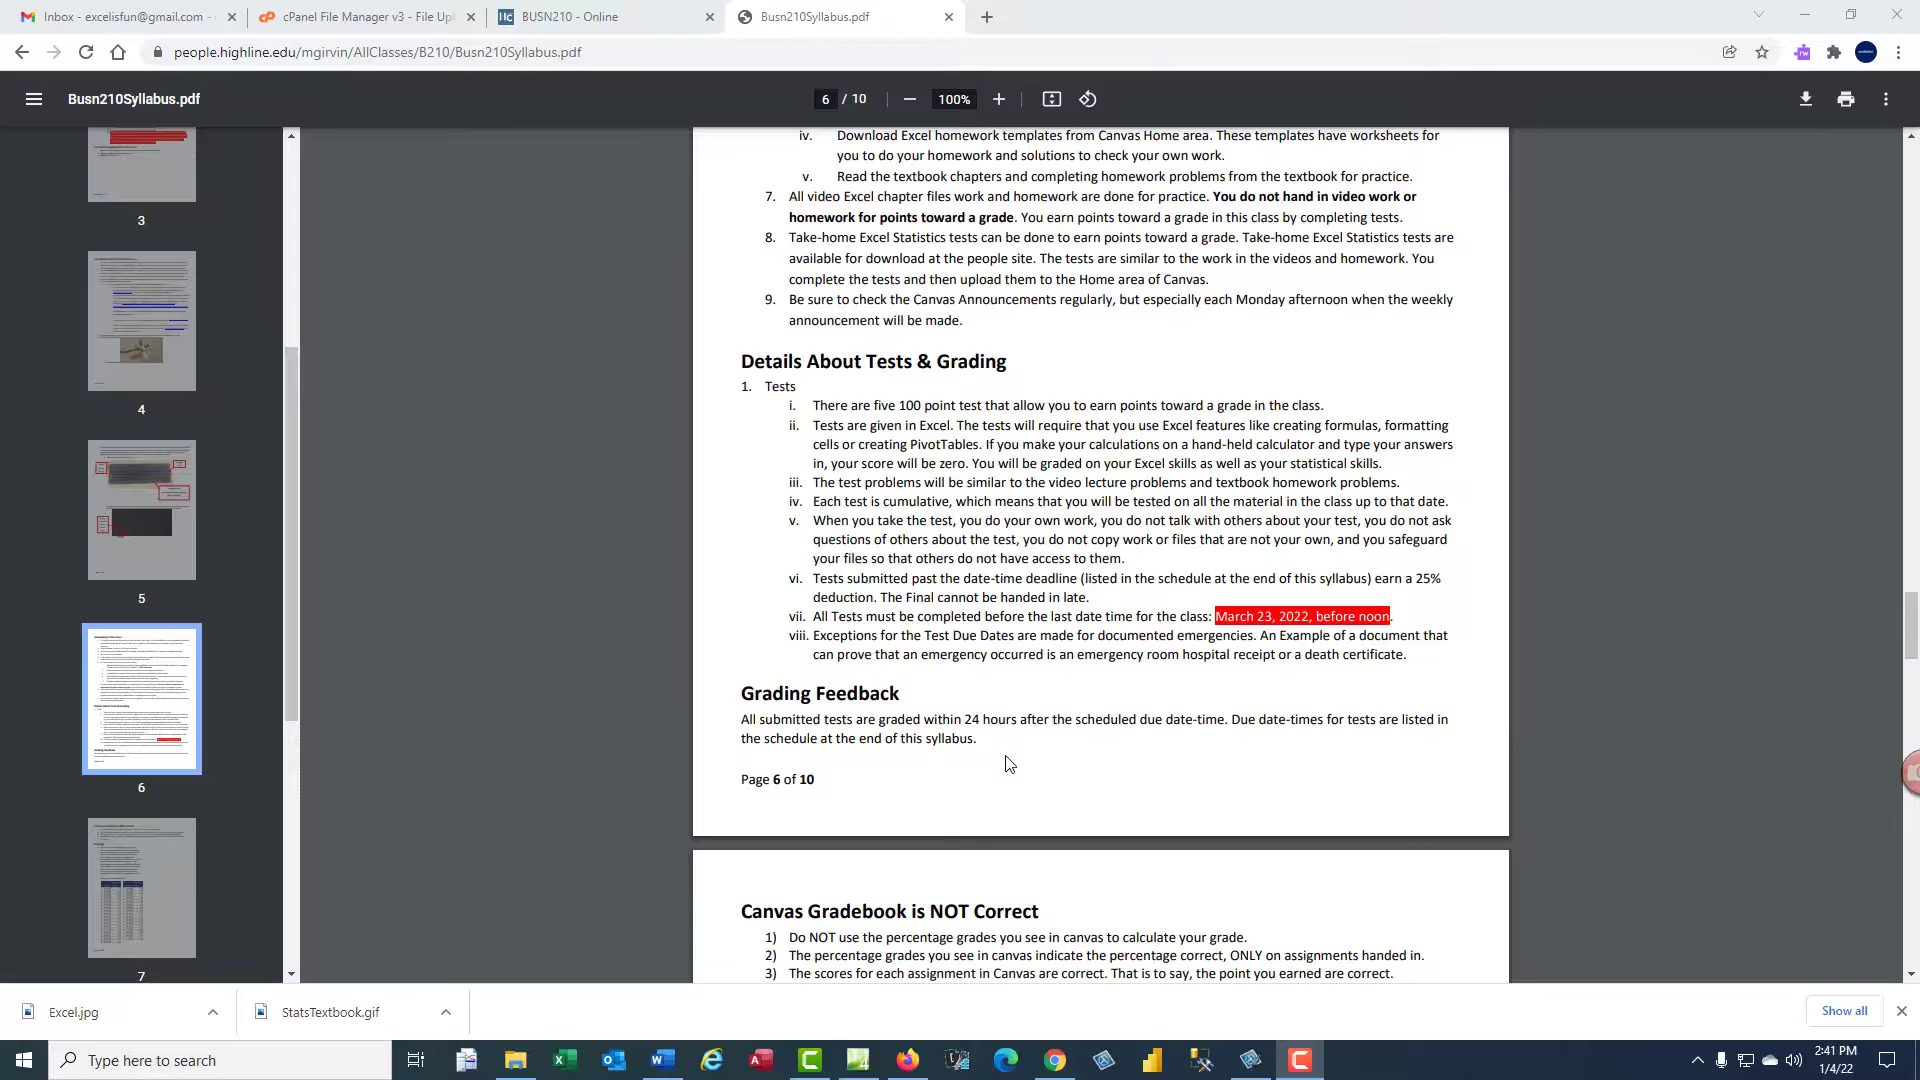 Inbox - excelisfun@gmail.com -
cPanel File Manager v3 - File Upl
BUSN210 - Online
Busn210Syllabus.pdf
people.highline.edu/mgirvin/AllClasses/B210/Busn210Syllabus.pdf
Busn210Syllabus.pdf
6 / 10
100%
3
4
5
6
7
iv. Download Excel homework templates from Canvas Home area. These templates have worksheets for
you to do your homework and solutions to check your own work.
v. Read the textbook chapters and completing homework problems from the textbook for practice.
7. All video Excel chapter files work and homework are done for practice. You do not hand in video work or
homework for points toward a grade. You earn points toward a grade in this class by completing tests.
8. Take-home Excel Statistics tests can be done to earn points toward a grade. Take-home Excel Statistics tests are
available for download at the people site. The tests are similar to the work in the videos and homework. You
complete the tests and then upload them to the Home area of Canvas.
9. Be sure to check the Canvas Announcements regularly, but especially each Monday afternoon when the weekly
announcement will be made.
Details About Tests & Grading
1. Tests
i. There are five 100 point test that allow you to earn points toward a grade in the class.
ii. Tests are given in Excel. The tests will require that you use Excel features like creating formulas, formatting
cells or creating PivotTables. If you make your calculations on a hand-held calculator and type your answers
in, your score will be zero. You will be graded on your Excel skills as well as your statistical skills.
iii. The test problems will be similar to the video lecture problems and textbook homework problems.
iv. Each test is cumulative, which means that you will be tested on all the material in the class up to that date.
v. When you take the test, you do your own work, you do not talk with others about your test, you do not ask
questions of others about the test, you do not copy work or files that are not your own, and you safeguard
your files so that others do not have access to them.
vi. Tests submitted past the date-time deadline (listed in the schedule at the end of this syllabus) earn a 25%
deduction. The Final cannot be handed in late.
vii. All Tests must be completed before the last date time for the class: March 23, 2022, before noon.
viii. Exceptions for the Test Due Dates are made for documented emergencies. An Example of a document that
can prove that an emergency occurred is an emergency room hospital receipt or a death certificate.
Grading Feedback
All submitted tests are graded within 24 hours after the scheduled due date-time. Due date-times for tests are listed in
the schedule at the end of this syllabus.
Page 6 of 10
Canvas Gradebook is NOT Correct
1) Do NOT use the percentage grades you see in canvas to calculate your grade.
2) The percentage grades you see in canvas indicate the percentage correct, ONLY on assignments handed in.
3) The scores for each assignment in Canvas are correct. That is to say, the point you earned are correct.
Excel.jpg
StatsTextbook.gif
Show all
Type here to search
2:41 PM
1/4/22